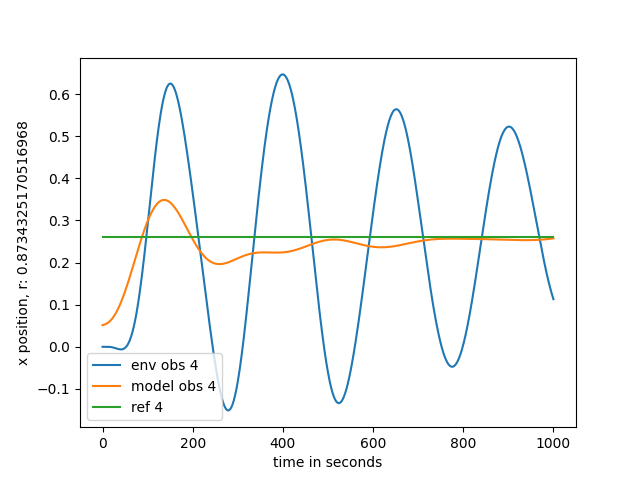 0.6
0.5
0.4
0.3
0.2
0.1
0.0
−0.1
x position, r: 0.8734325170516968
env obs 4
model obs 4
ref 4
0 200 400 600 800 1000
time in seconds